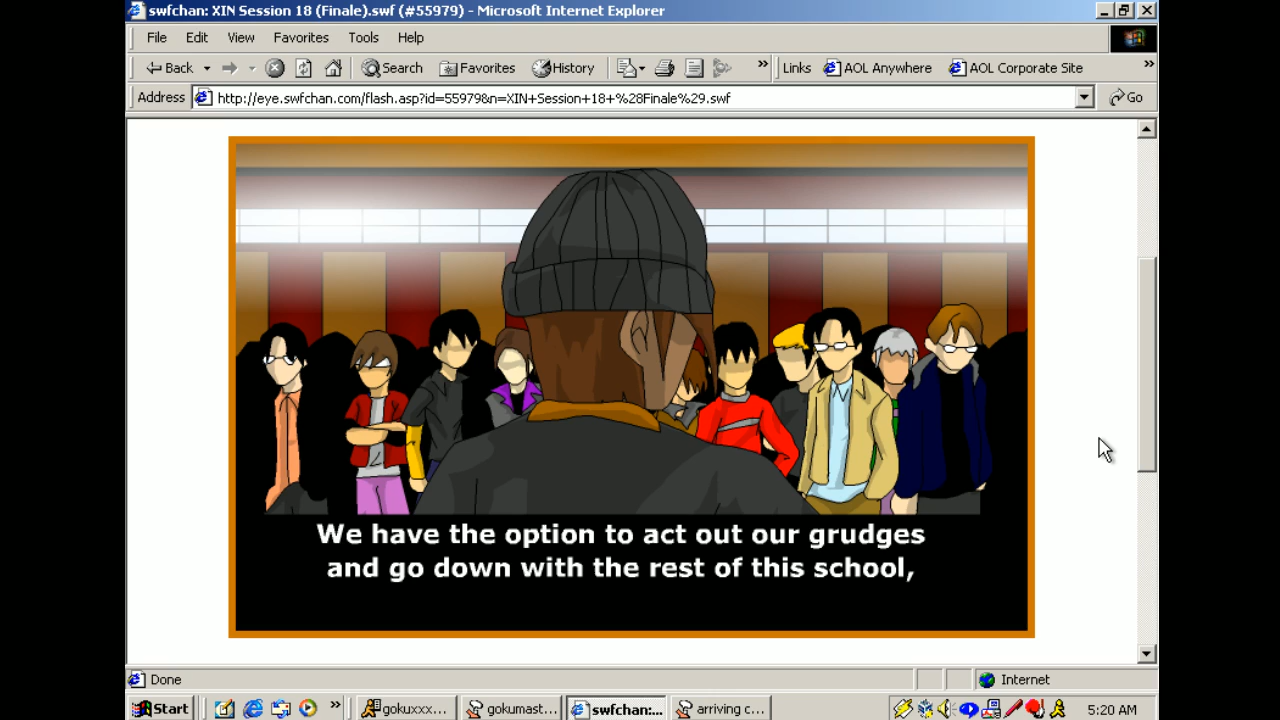 swfchan: XIN Session 18 (Finale).swf (#55979) - Microsoft Internet Explorer
File Edit View Favorites Tools Help
Back Search Favorites History » Links AOL Anywhere AOL Corporate Site »
Address http://eye.swfchan.com/flash.asp?id=55979&n=XIN+Session+18+%28Finale%29.swf Go
We have the option to act out our grudges
and go down with the rest of this school,
Done Internet
Start » gokuxxx... gokumast... swfchan:... arriving c... 5:20 AM